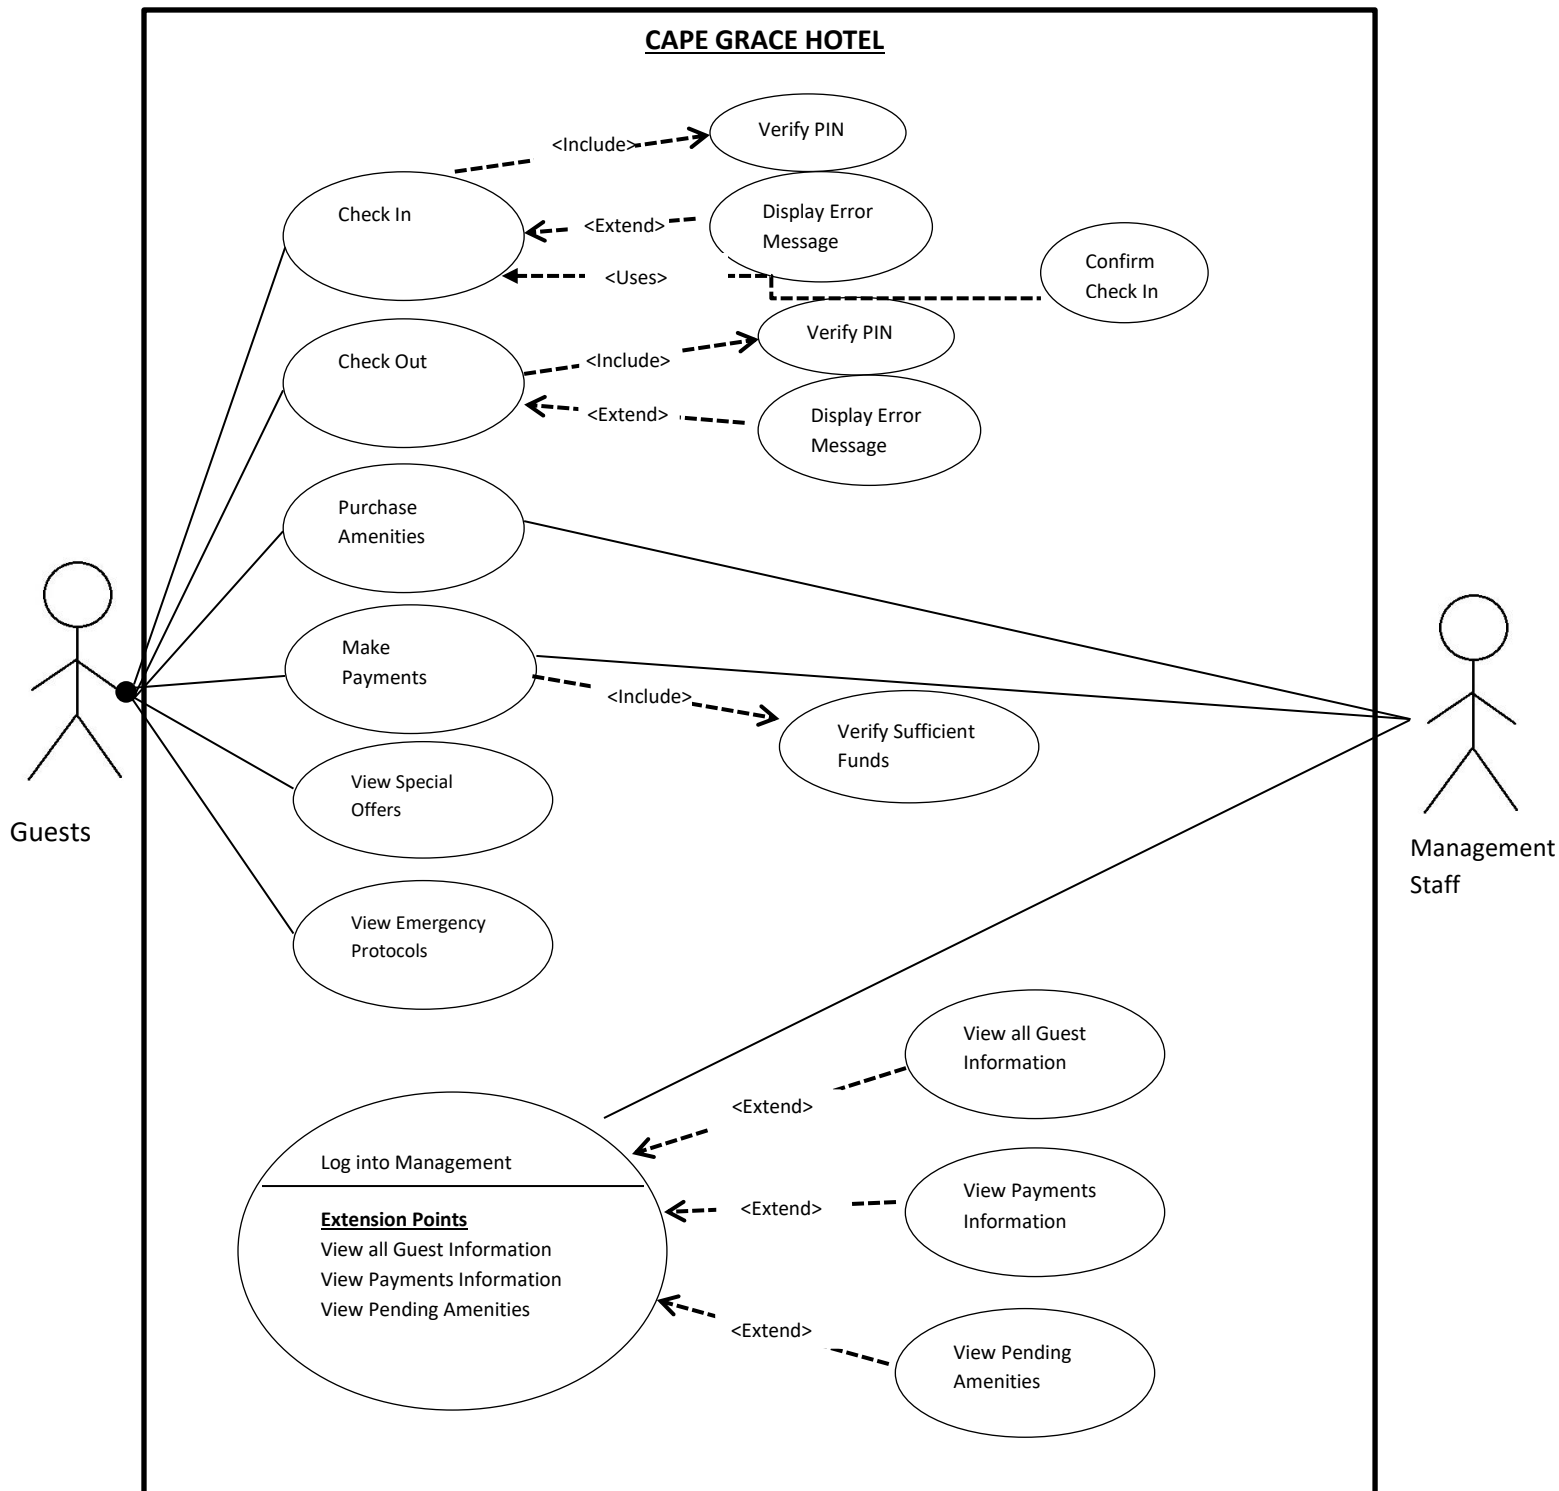 CAPE GRACE HOTEL
<Include>
Verify PIN
Check In
<Extend>
Display Error
Message
<Uses>
Confirm
Check In
Check Out
<Include>
Verify PIN
<Extend>
Display Error
Message
Purchase
Amenities
Make
Payments
<Include>
Verify Sufficient
Funds
View Special
Offers
Guests
Management
Staff
View Emergency
Protocols
View all Guest
Information
<Extend>
Log into Management
Extension Points
View all Guest Information
View Payments Information
View Pending Amenities
<Extend>
View Payments
Information
<Extend>
View Pending
Amenities